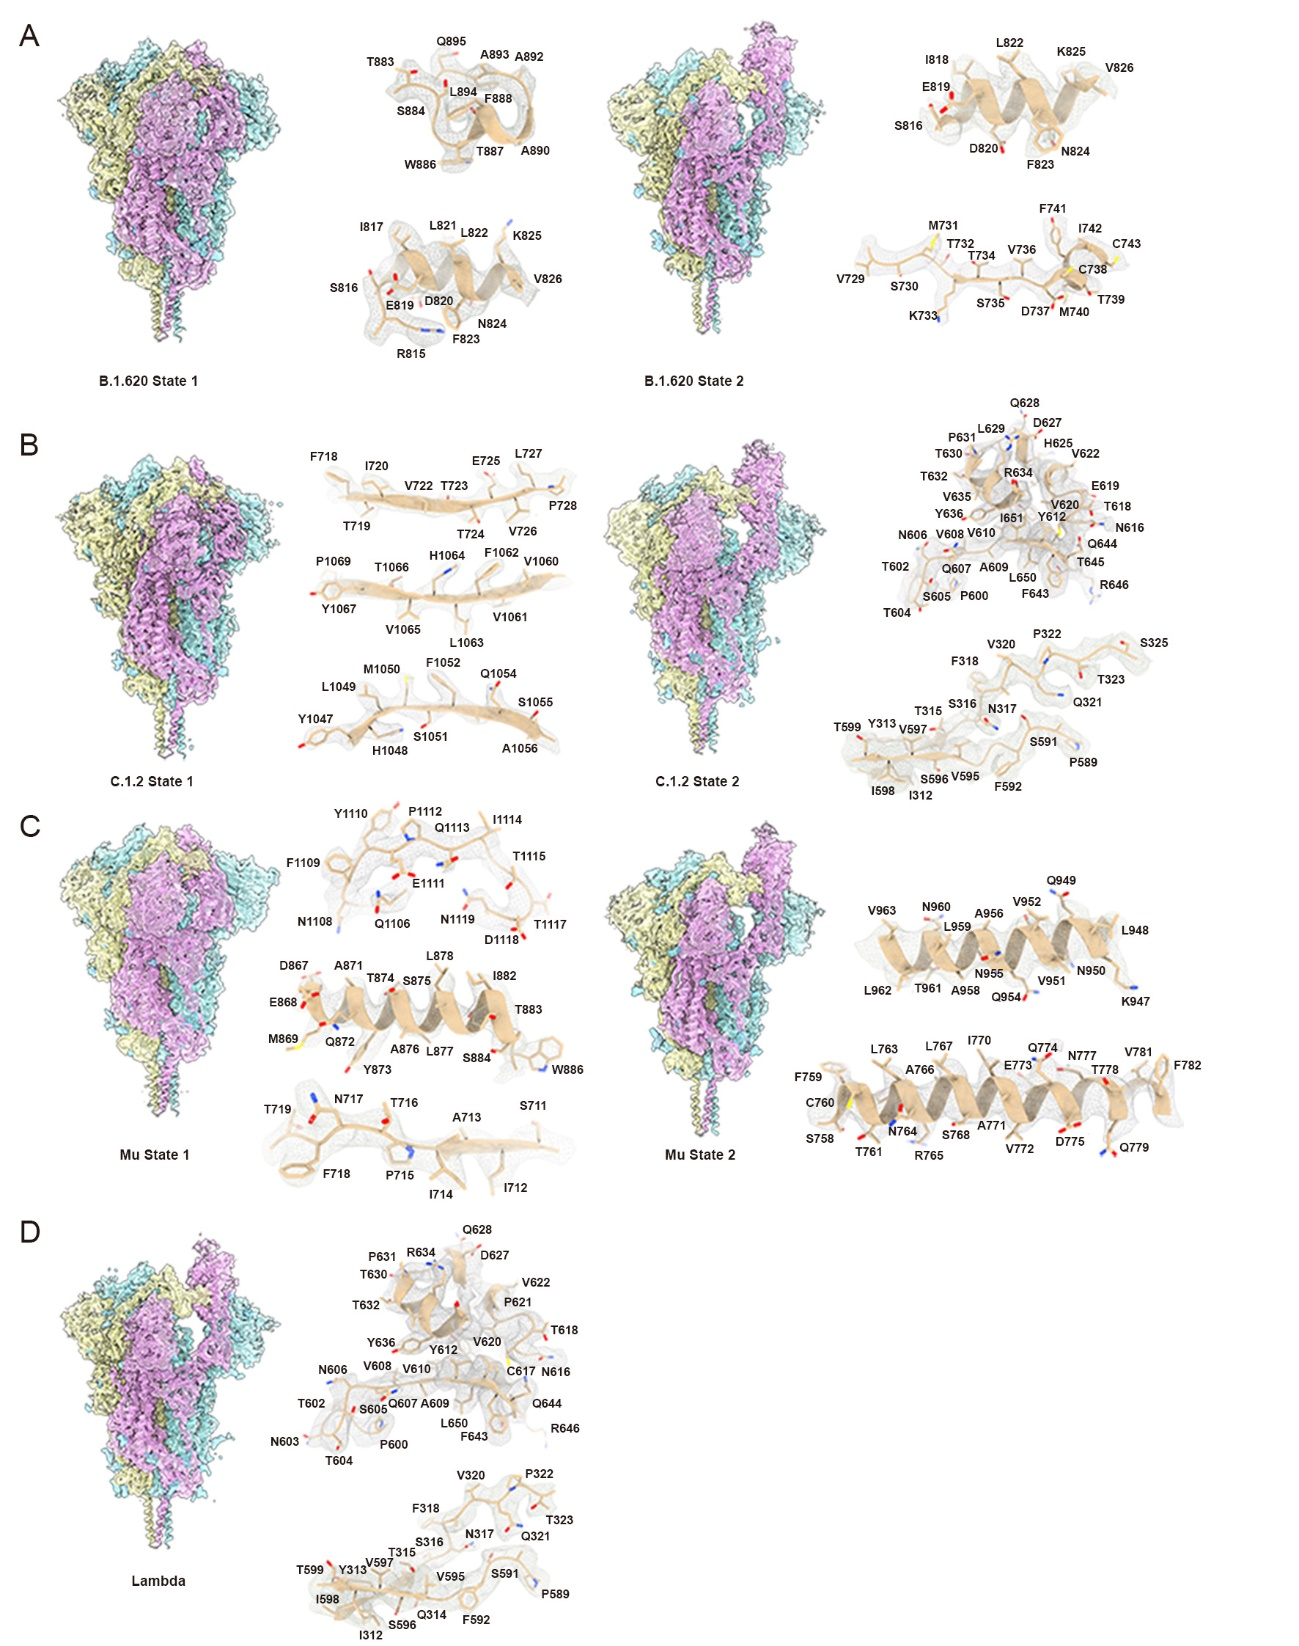 A
Q895
T883
A893
A892
L894
F888
S884
T887
A890
W886
I817
L821
L822
K825
S816
V826
E819
D820
N824
F823
R815
B.1.620 State 1
L822
I818
K825
V826
E819
S816
D820
N824
F823
F741
M731
I742
T732
C743
T734
V736
C738
V729
S730
S735
T739
D737
M740
K733
B.1.620 State 2
B
F718
I720
E725
L727
V722
T723
P728
T719
T724
V726
P1069
T1066
H1064
F1062
V1060
Y1067
V1065
V1061
L1063
M1050
F1052
Q1054
L1049
S1055
Y1047
S1051
H1048
A1056
C.1.2 State 1
Q628
L629
D627
P631
H625
T630
V622
T632
R634
E619
V635
V620
T618
Y636
I651
Y612
N616
N606
V608
V610
Q644
T602
Q607
A609
T645
L650
R646
S605
P600
F643
T604
P322
V320
S325
F318
T323
S316
Q321
T315
N317
T599
Y313
V597
S591
P589
S596
V595
F592
I598
I312
C.1.2 State 2
C
Y1110
P1112
Q1113
I1114
T1115
F1109
E1111
N1108
Q1106
N1119
T1117
D1118
L878
D867
A871
T874
S875
I882
E868
T883
M869
Q872
A876
L877
S884
Y873
W886
N717
T716
T719
A713
S711
F718
P715
I714
I712
Mu State 1
Q949
V963
N960
A956
V952
L959
L948
N955
N950
L962
T961
A958
V951
Q954
K947
I770
L763
L767
Q774
N777
V781
A766
E773
T778
F782
F759
C760
S758
N764
S768
A771
D775
T761
R765
V772
Q779
Mu State 2
D
Q628
P631
R634
D627
T630
V622
T632
P621
T618
Y636
V620
Y612
N606
V608
V610
C617
N616
T602
S605
Q607
A609
Q644
L650
R646
N603
F643
P600
T604
V320
P322
F318
T323
N317
Q321
S316
T315
T599
Y313
V597
V595
S591
P589
I598
Q314
F592
S596
I312
Lambda